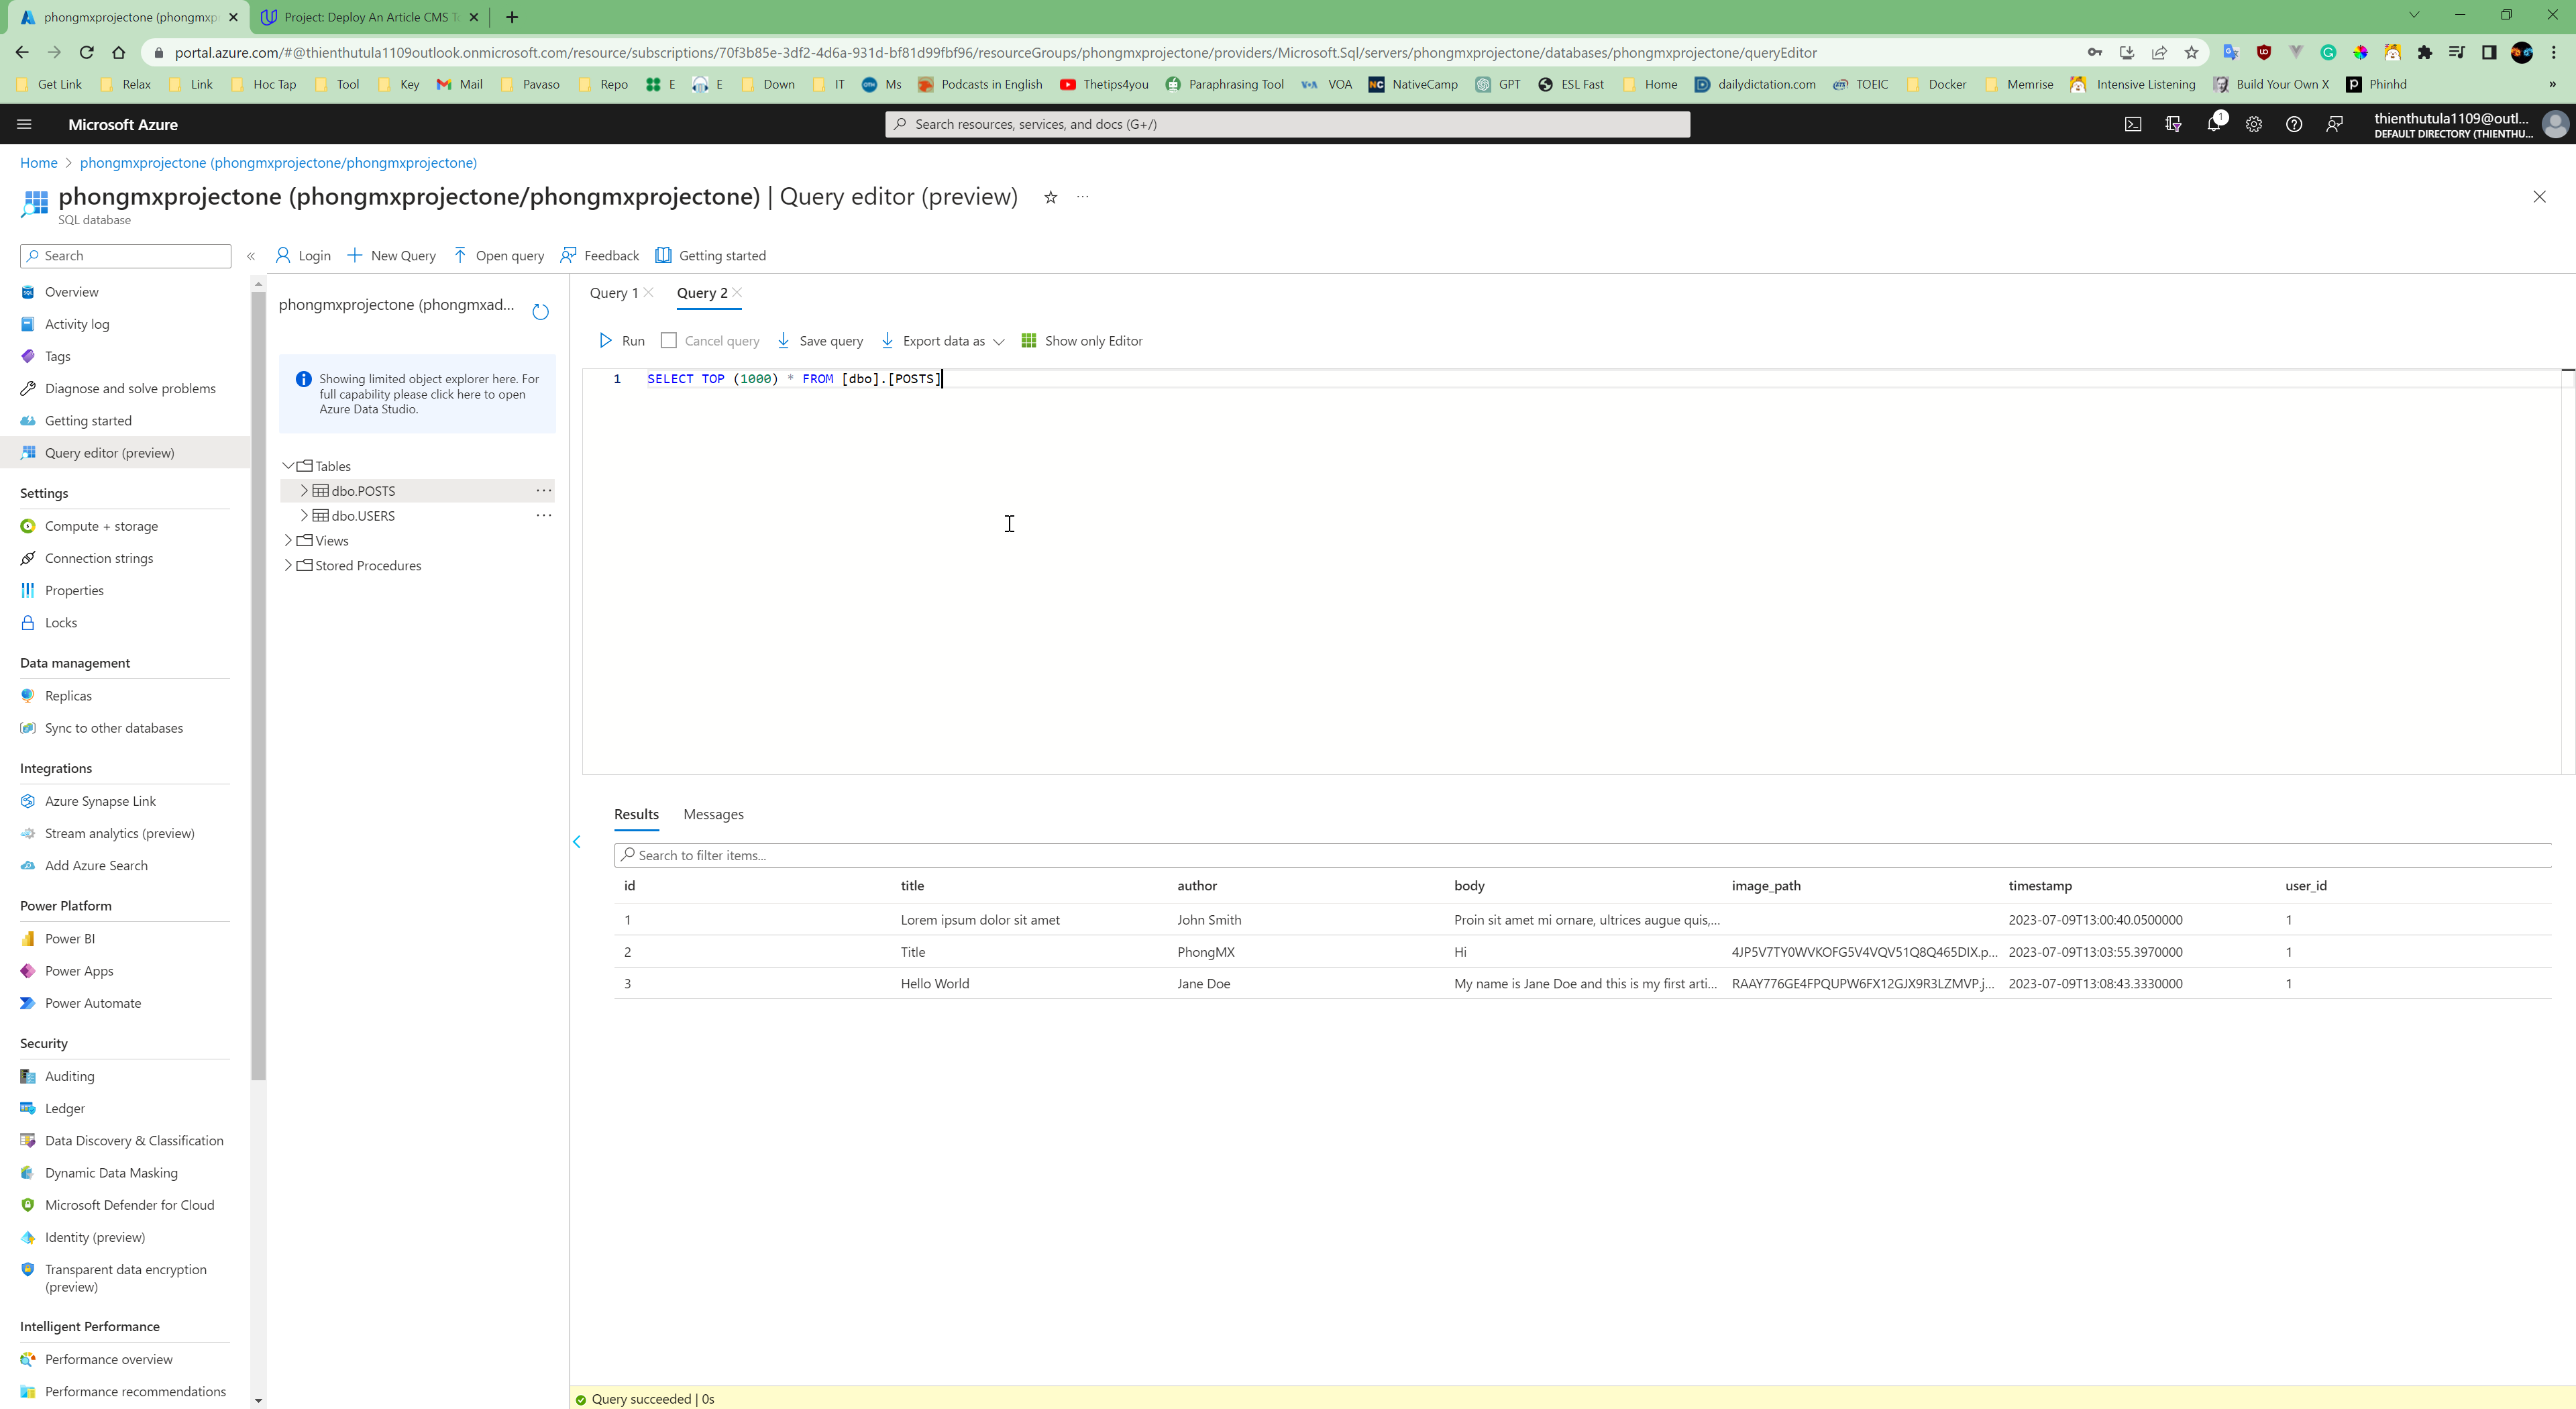 phongmxprojectone (phongmxpr
Project: Deploy An Article CMS To
portal.azure.com/#@thienthutula1109outlook.onmicrosoft.com/resource/subscriptions/70f3b85e-3df2-4d6a-931d-bf81d99fbf96/resourceGroups/phongmxprojectone/providers/Microsoft.Sql/servers/phongmxprojectone/databases/phongmxprojectone/queryEditor
Get Link Relax Link Hoc Tap Tool Key Mail Pavaso Repo E E Down IT Ms Podcasts in English Thetips4you Paraphrasing Tool VOA NativeCamp GPT ESL Fast Home dailydictation.com TOEIC Docker Memrise Intensive Listening Build Your Own X Phinhd »
Microsoft Azure
Search resources, services, and docs (G+/)
1
thienthutula1109@outl...
DEFAULT DIRECTORY (THIENTHU...
Home > phongmxprojectone (phongmxprojectone/phongmxprojectone)
phongmxprojectone (phongmxprojectone/phongmxprojectone) | Query editor (preview)
SQL database
Search
Login New Query Open query Feedback Getting started
Overview
Activity log
Tags
Diagnose and solve problems
Getting started
Query editor (preview)
Settings
Compute + storage
Connection strings
Properties
Locks
Data management
Replicas
Sync to other databases
Integrations
Azure Synapse Link
Stream analytics (preview)
Add Azure Search
Power Platform
Power BI
Power Apps
Power Automate
Security
Auditing
Ledger
Data Discovery & Classification
Dynamic Data Masking
Microsoft Defender for Cloud
Identity (preview)
Transparent data encryption
(preview)
Intelligent Performance
Performance overview
Performance recommendations
phongmxprojectone (phongmxad...
Showing limited object explorer here. For
full capability please click here to open
Azure Data Studio.
Tables
dbo.POSTS ...
dbo.USERS ...
Views
Stored Procedures
Query 1 Query 2
Run Cancel query Save query Export data as Show only Editor
1 SELECT TOP (1000) * FROM [dbo].[POSTS]
Results Messages
Search to filter items...
id title author body image_path timestamp user_id
1 Lorem ipsum dolor sit amet John Smith Proin sit amet mi ornare, ultrices augue quis,... 2023-07-09T13:00:40.0500000 1
2 Title PhongMX Hi 4JP5V7TY0WVKOFG5V4VQV51Q8Q465DIX.p... 2023-07-09T13:03:55.3970000 1
3 Hello World Jane Doe My name is Jane Doe and this is my first arti... RAAY776GE4FPQUPW6FX12GJX9R3LZMVP.j... 2023-07-09T13:08:43.3330000 1
Query succeeded | 0s